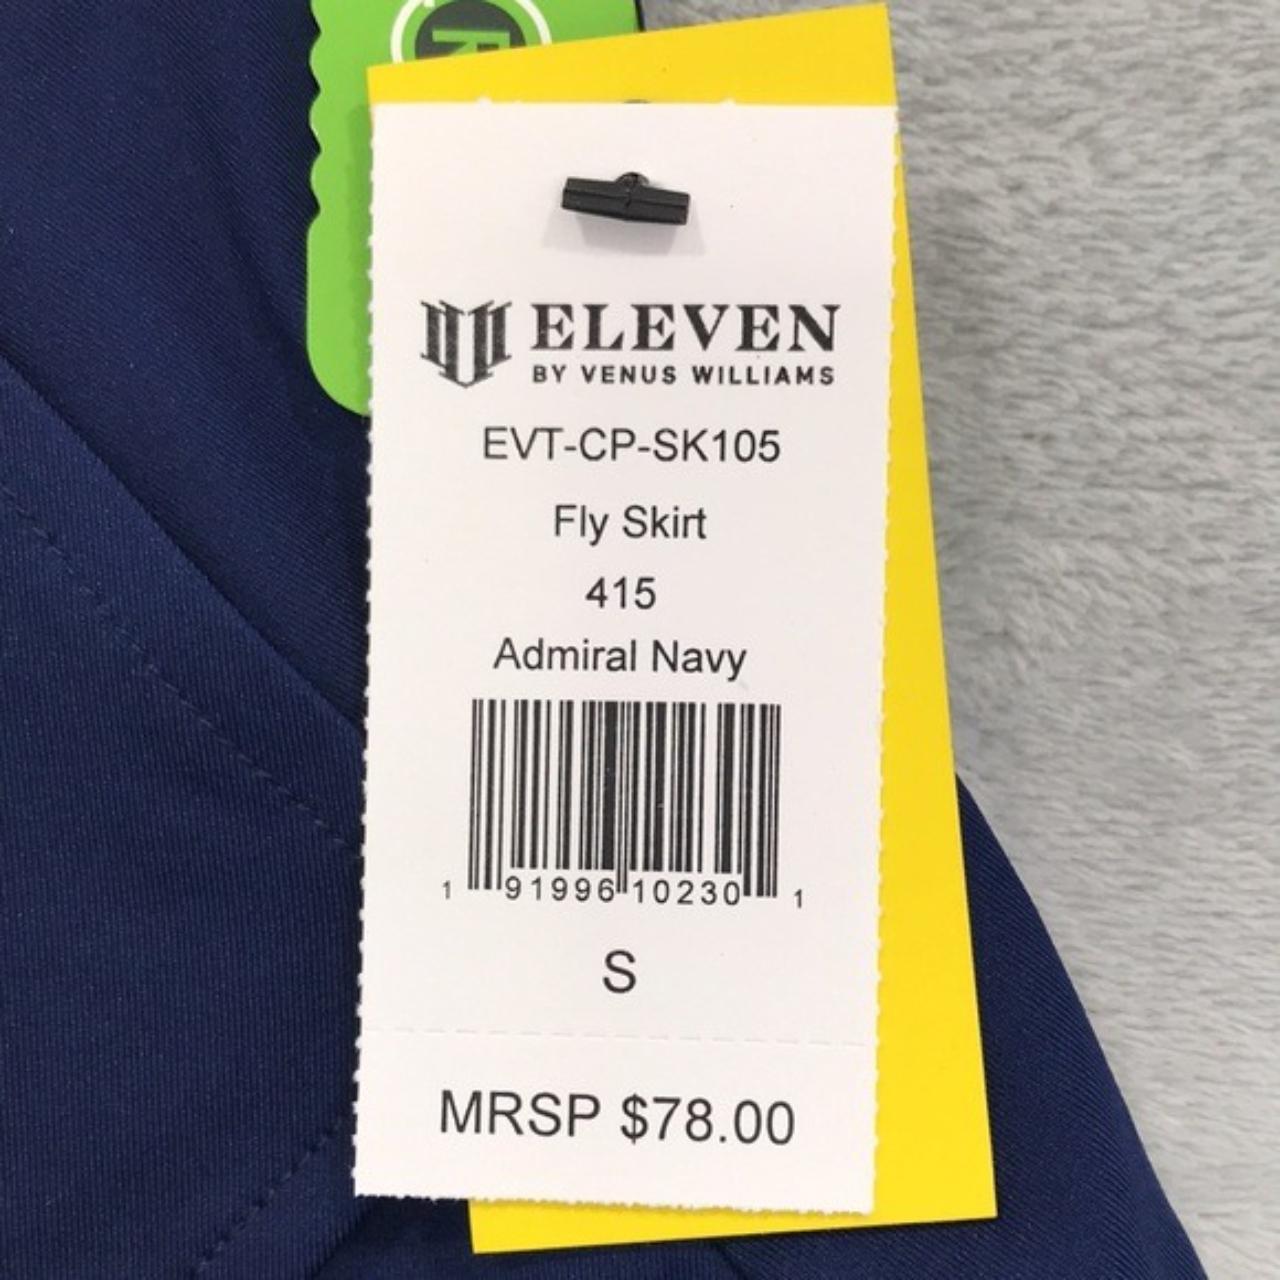 ELEVEN
BY VENUS WILLIAMS
EVT-CP-SK105
Fly Skirt
415
Admiral Navy
1 91996 10230 1
S
MRSP $78.00